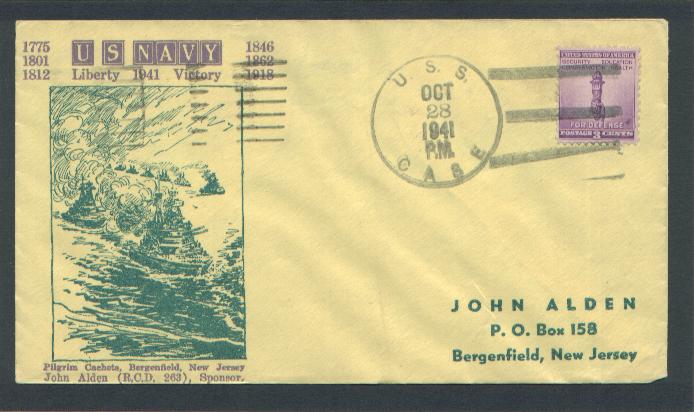 1775 U S NAVY 1846
1801 1862
1812 Liberty 1941 Victory 1918
U. S. S.
OCT
28
1941
P.M.
CASE
UNITED STATES OF AMERICA
SECURITY EDUCATION
CONSERVATION HEALTH
FOR DEFENSE
POSTAGE 3 CENTS
JOHN ALDEN
P. O. Box 158
Bergenfield, New Jersey
Pilgrim Cachets, Bergenfield, New Jersey
John Alden (R.C.D. 263), Sponsor.